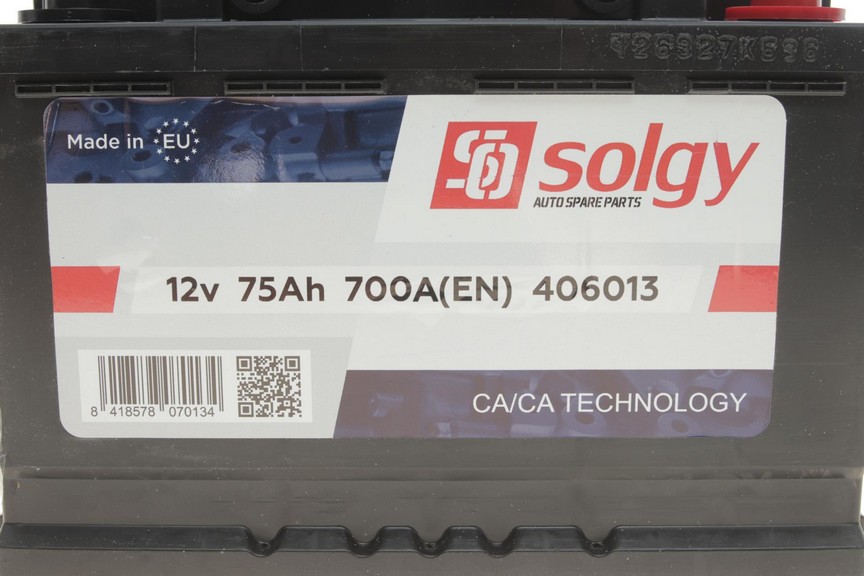 Made in EU
solgy
AUTO SPARE PARTS
12v 75Ah 700A(EN) 406013
8 418578 070134
CA/CA TECHNOLOGY